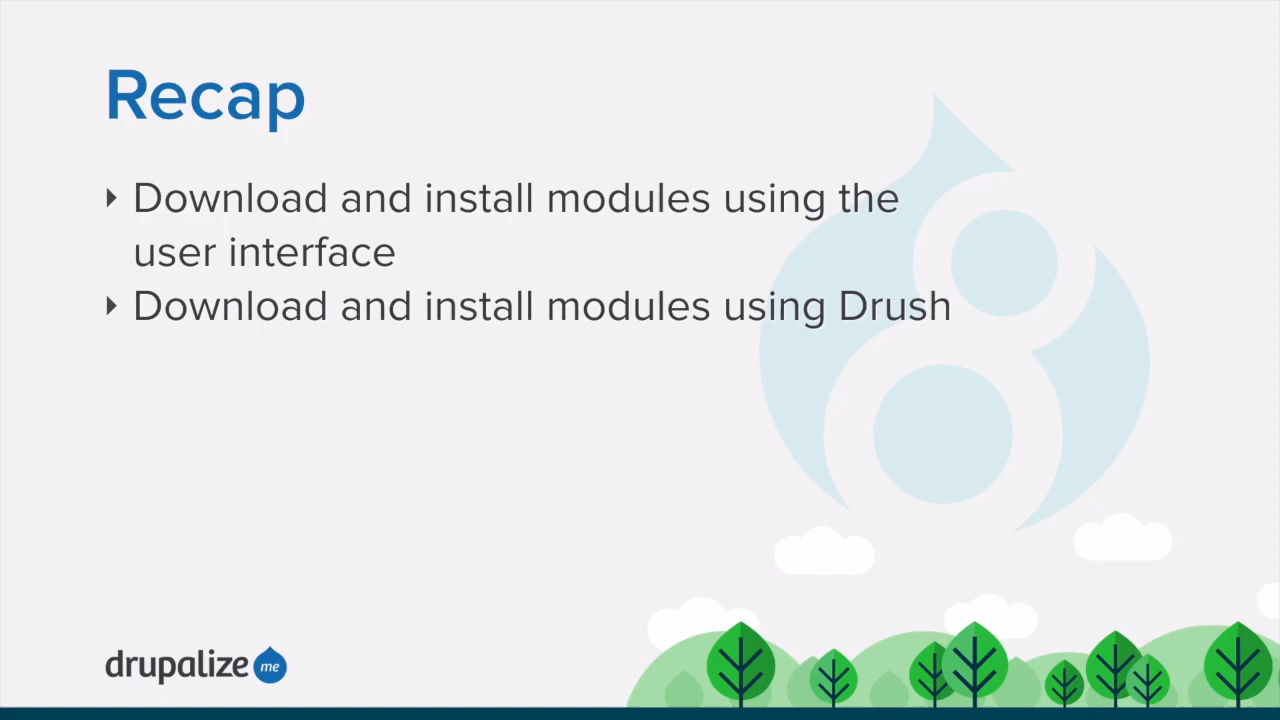 Recap
Download and install modules using the
user interface
Download and install modules using Drush
drupalize me